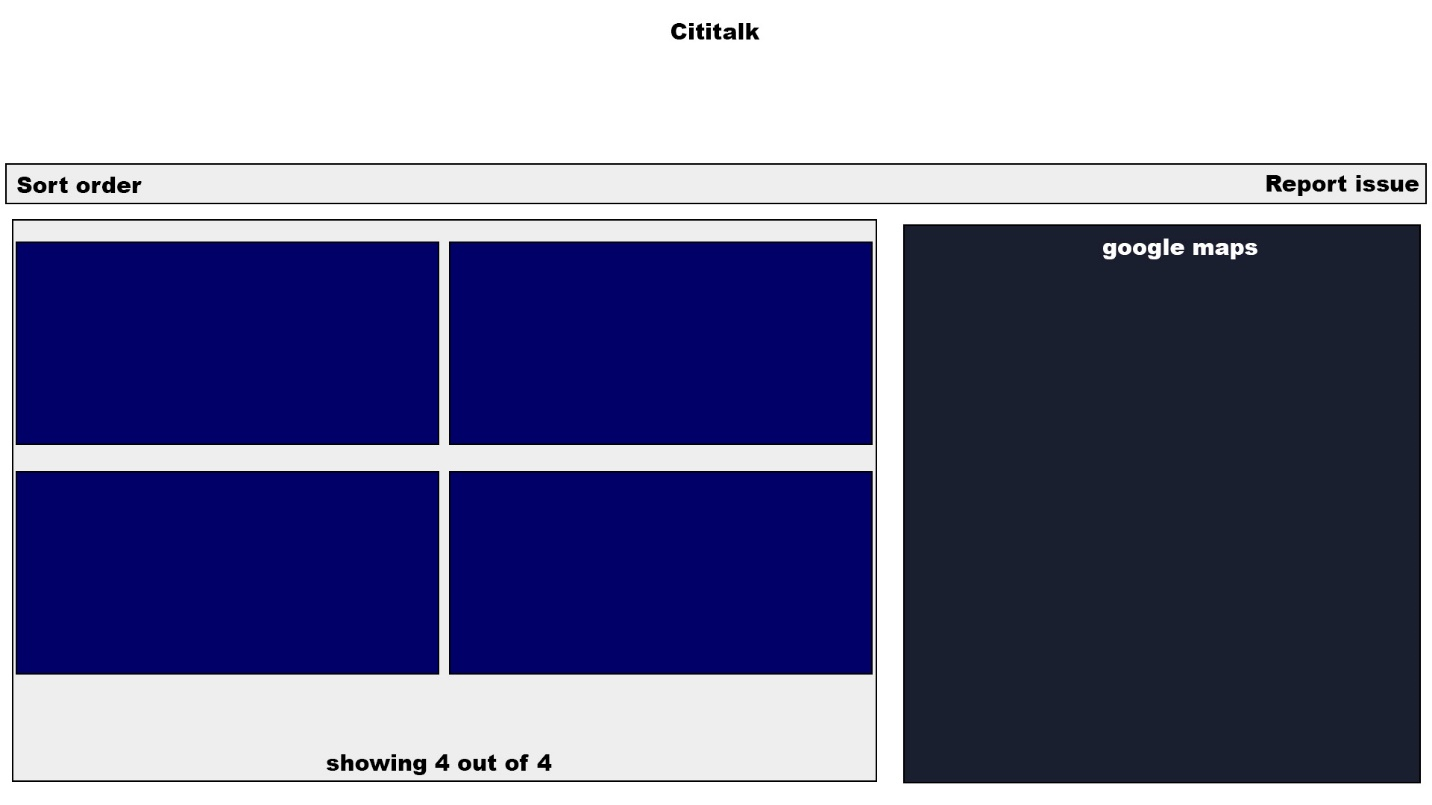 Cititalk
Sort order
Report issue
google maps
showing 4 out of 4